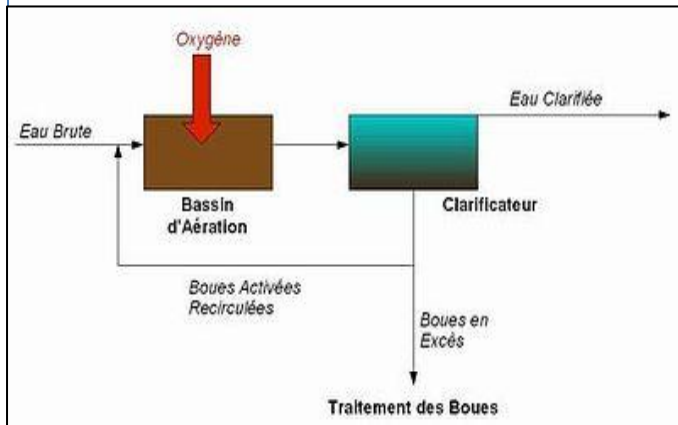 Oxygène
Eau Brute
Eau Clarifiée
Bassin
d'Aération
Clarificateur
Boues Activées
Recirculées
Boues en
Excès
Traitement des Boues